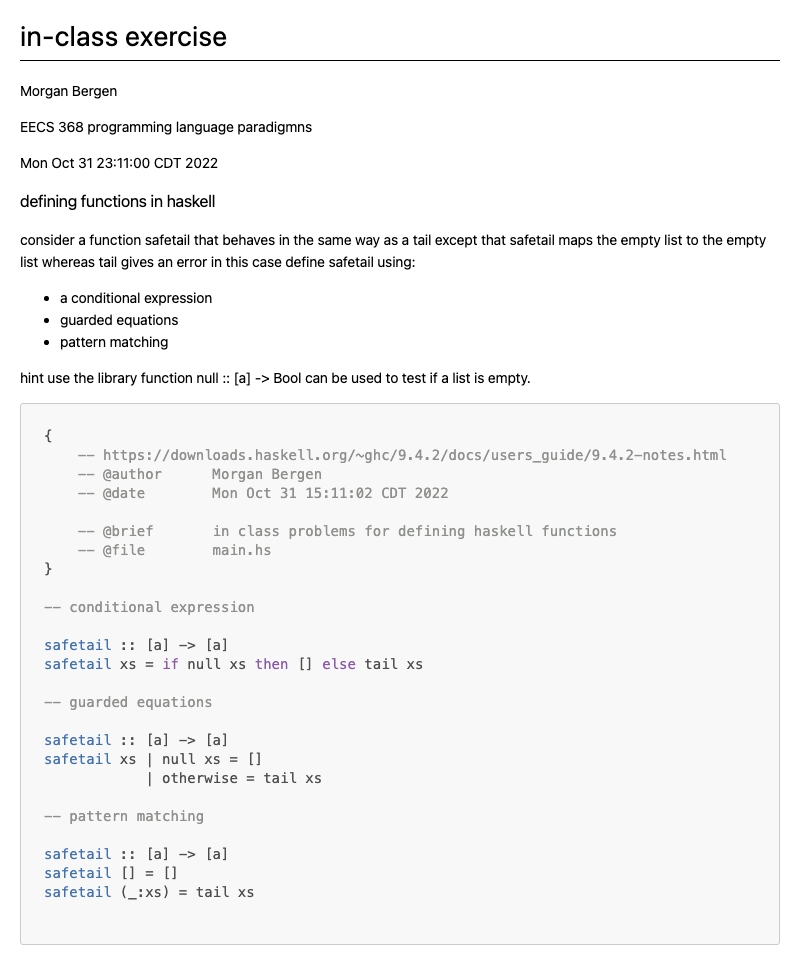 in-class exercise
Morgan Bergen
EECS 368 programming language paradigmns
Mon Oct 31 23:11:00 CDT 2022
defining functions in haskell
consider a function safetail that behaves in the same way as a tail except that safetail maps the empty list to the empty
list whereas tail gives an error in this case define safetail using:
• a conditional expression
• guarded equations
• pattern matching
hint use the library function null :: [a] -> Bool can be used to test if a list is empty.
{
    -- https://downloads.haskell.org/~ghc/9.4.2/docs/users_guide/9.4.2-notes.html
    -- @author      Morgan Bergen
    -- @date        Mon Oct 31 15:11:02 CDT 2022
    -- @brief       in class problems for defining haskell functions
    -- @file        main.hs
}
-- conditional expression
safetail :: [a] -> [a]
safetail xs = if null xs then [] else tail xs
-- guarded equations
safetail :: [a] -> [a]
safetail xs | null xs = []
            | otherwise = tail xs
-- pattern matching
safetail :: [a] -> [a]
safetail [] = []
safetail (_:xs) = tail xs